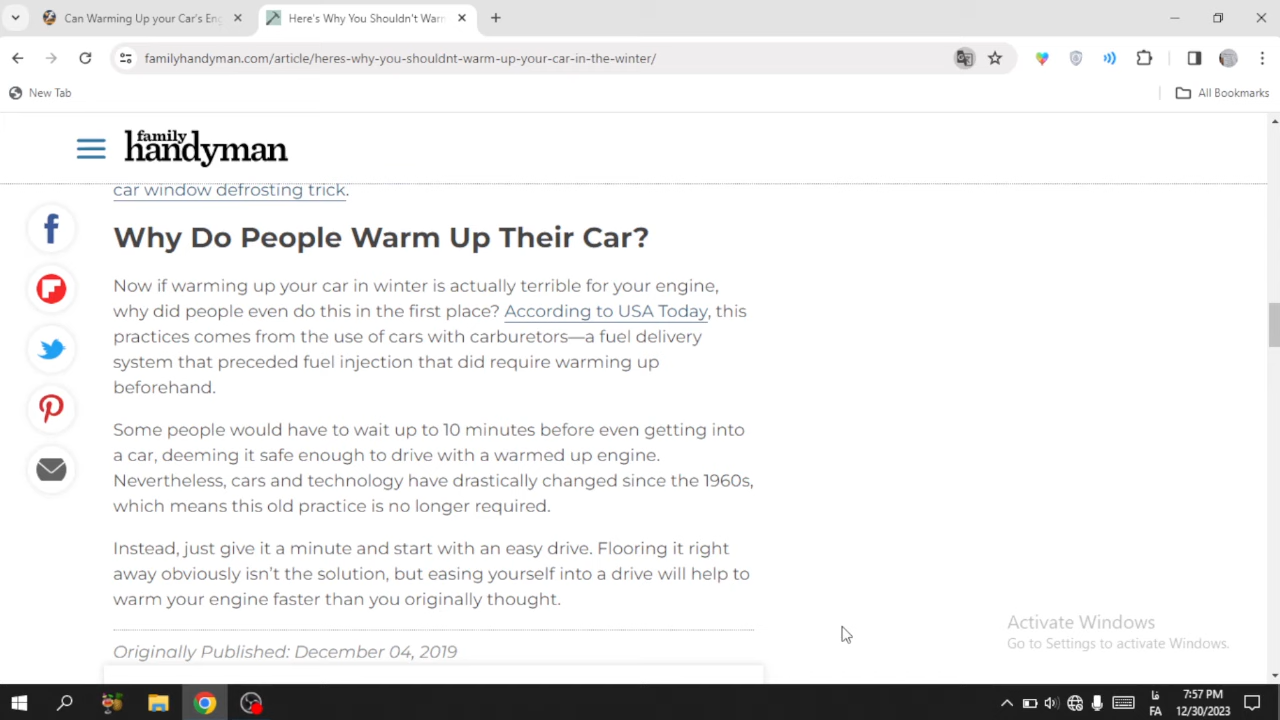 Can Warming Up your Car's Eng
Here's Why You Shouldn't Warm
familyhandyman.com/article/heres-why-you-shouldnt-warm-up-your-car-in-the-winter/
New Tab
All Bookmarks
family
handyman
car window defrosting trick.
Why Do People Warm Up Their Car?
Now if warming up your car in winter is actually terrible for your engine,
why did people even do this in the first place? According to USA Today, this
practices comes from the use of cars with carburetors—a fuel delivery
system that preceded fuel injection that did require warming up
beforehand.
Some people would have to wait up to 10 minutes before even getting into
a car, deeming it safe enough to drive with a warmed up engine.
Nevertheless, cars and technology have drastically changed since the 1960s,
which means this old practice is no longer required.
Instead, just give it a minute and start with an easy drive. Flooring it right
away obviously isn't the solution, but easing yourself into a drive will help to
warm your engine faster than you originally thought.
Originally Published: December 04, 2019
Activate Windows
Go to Settings to activate Windows.
فا
FA
7:57 PM
12/30/2023